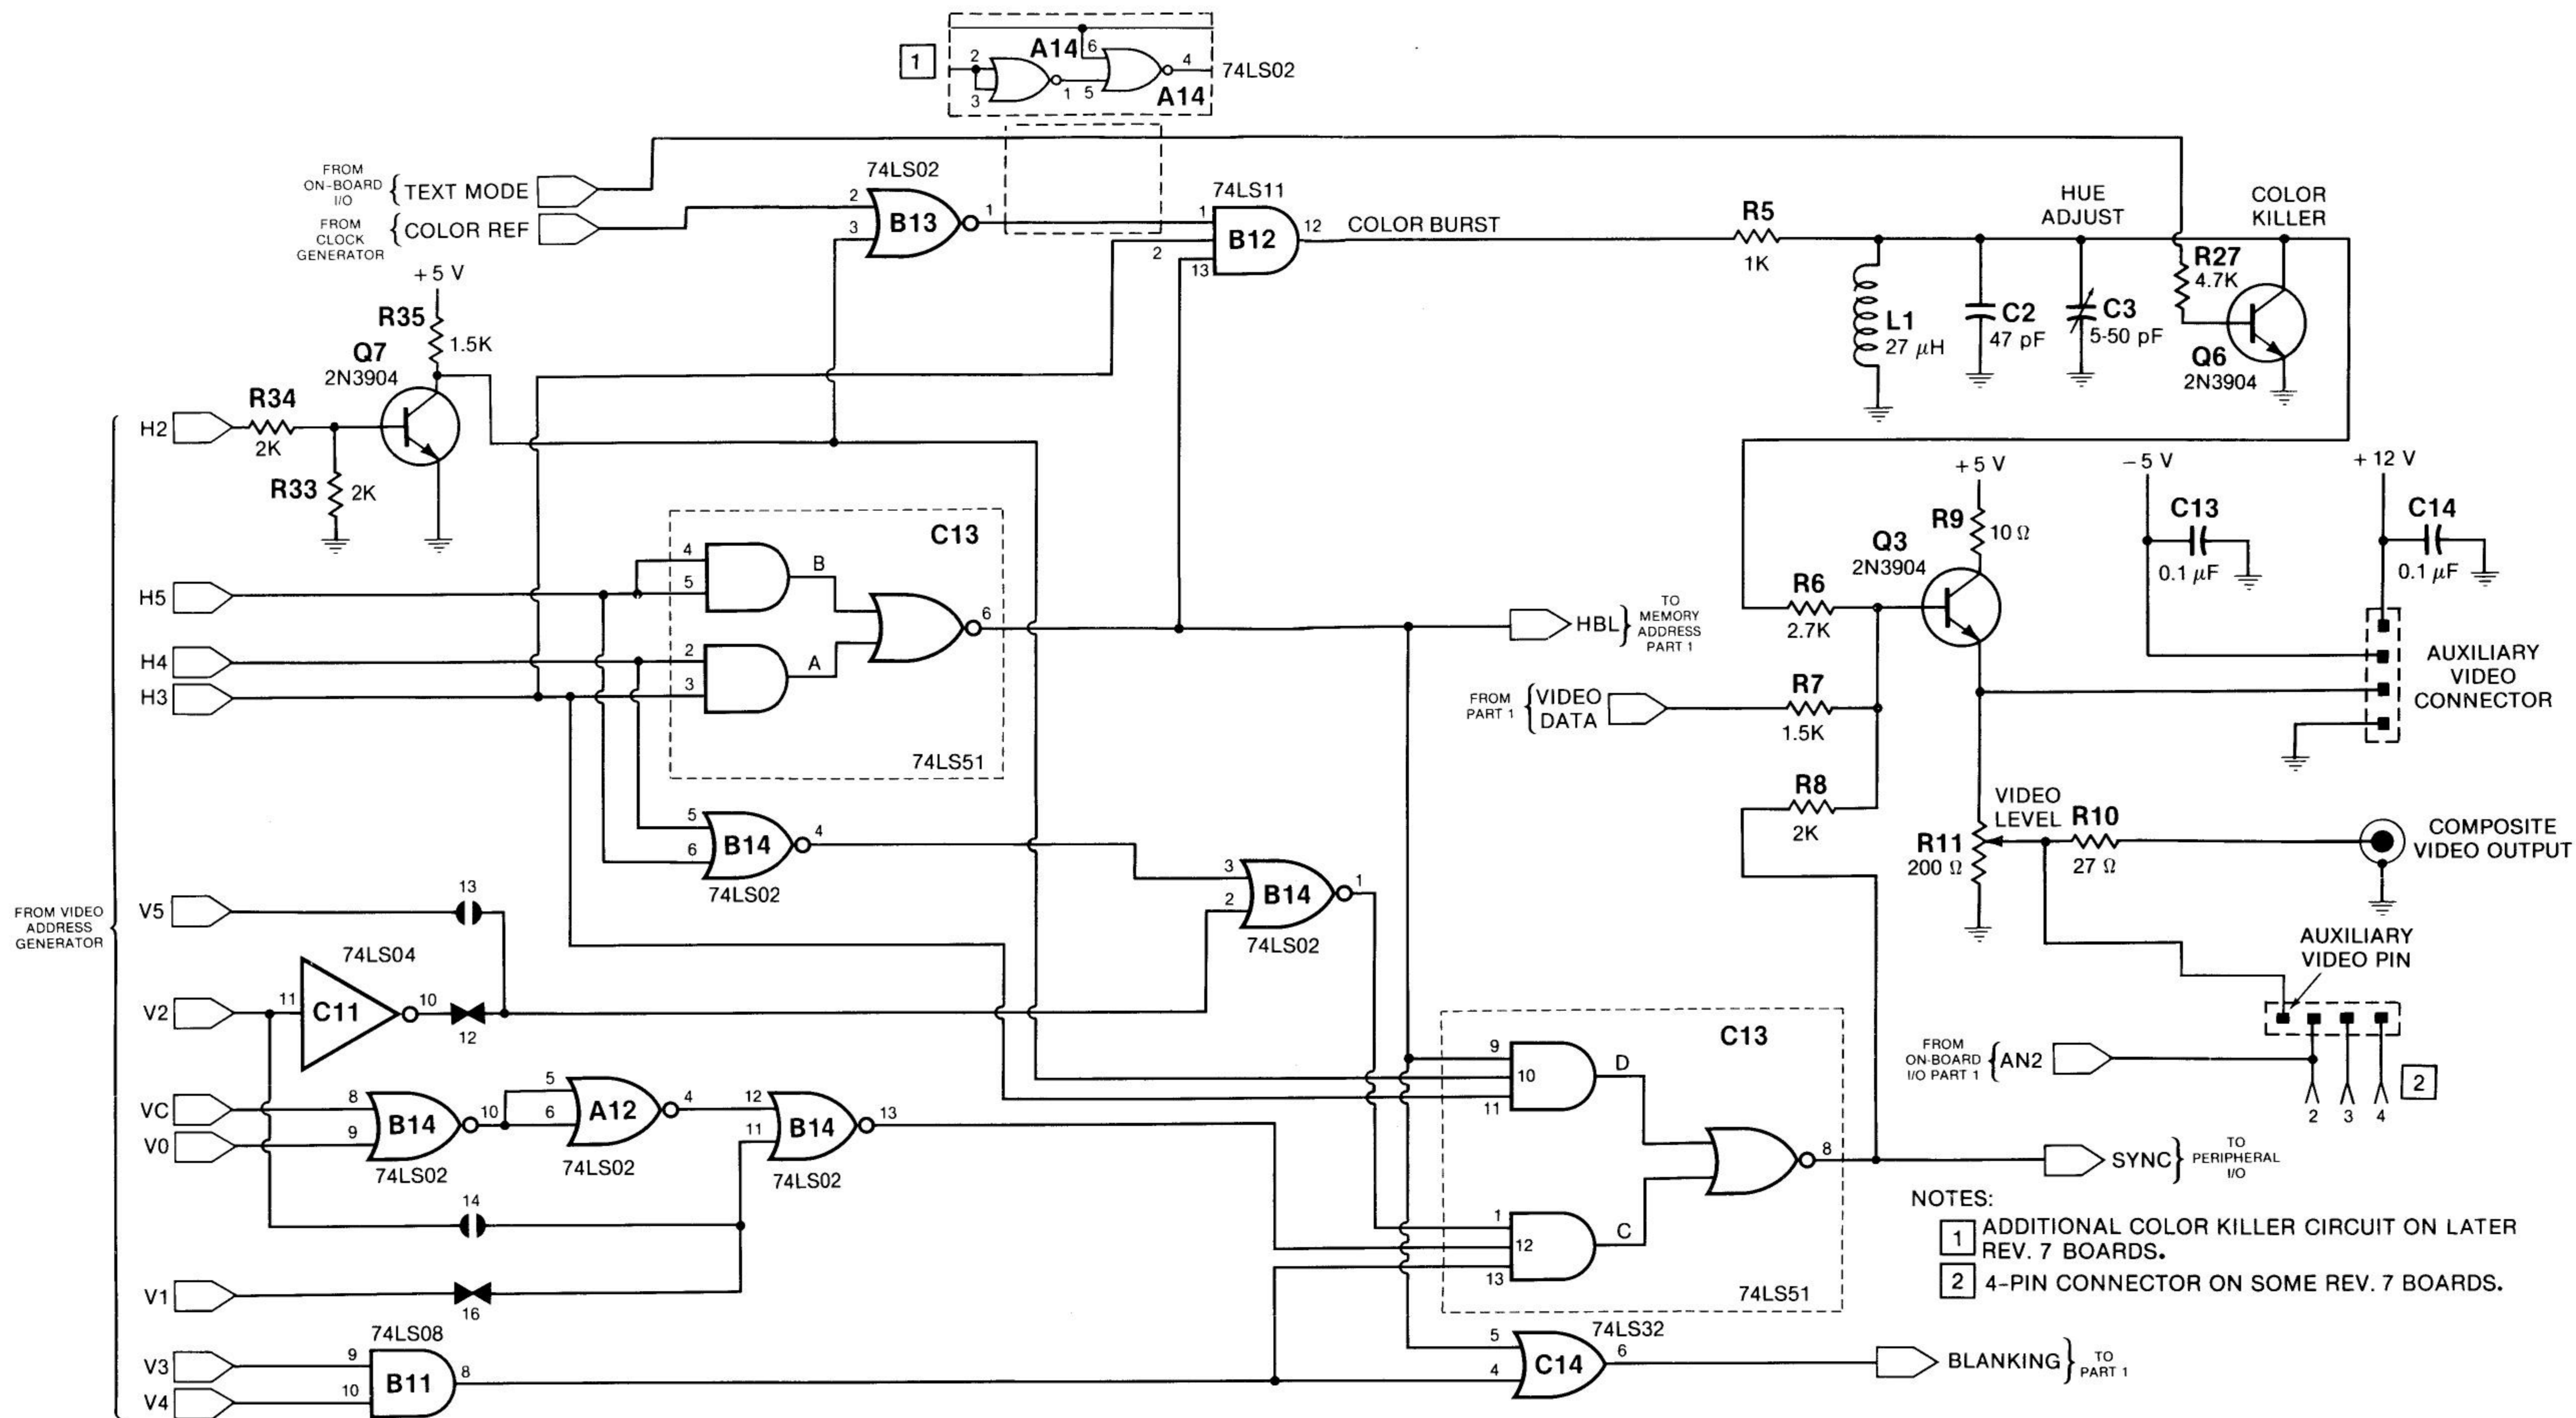 1
2
3
A14
6
1
5
4
A14
74LS02
FROM
ON-BOARD
I/O
TEXT MODE
FROM
CLOCK
GENERATOR
COLOR REF
74LS02
2
3
B13
1
74LS11
1
2
13
B12
12
COLOR BURST
R5
1K
HUE
ADJUST
COLOR
KILLER
L1
27 μH
C2
47 pF
C3
5-50 pF
R27
4.7K
Q6
2N3904
+5 V
R35
1.5K
Q7
2N3904
H2
R34
2K
R33
2K
C13
4
5
B
2
3
A
6
74LS51
H5
H4
H3
HBL
TO
MEMORY
ADDRESS
PART 1
+5 V
R9
10 Ω
Q3
2N3904
R6
2.7K
FROM
PART 1
VIDEO
DATA
R7
1.5K
R8
2K
-5 V
C13
0.1 μF
+12 V
C14
0.1 μF
AUXILIARY
VIDEO
CONNECTOR
VIDEO
LEVEL
R11
200 Ω
R10
27 Ω
COMPOSITE
VIDEO OUTPUT
AUXILIARY
VIDEO PIN
FROM
ON-BOARD
I/O PART 1
AN2
2
3
4
2
5
6
B14
4
74LS02
3
2
B14
1
74LS02
FROM VIDEO
ADDRESS
GENERATOR
V5
13
74LS04
V2
11
C11
10
12
VC
V0
8
9
B14
10
74LS02
5
6
A12
4
74LS02
12
11
B14
13
74LS02
14
V1
16
74LS08
V3
V4
9
10
B11
8
C13
9
10
11
D
1
12
13
C
8
74LS51
SYNC
TO
PERIPHERAL
I/O
74LS32
5
4
C14
6
BLANKING
TO
PART 1
NOTES:
1 ADDITIONAL COLOR KILLER CIRCUIT ON LATER
REV. 7 BOARDS.
2 4-PIN CONNECTOR ON SOME REV. 7 BOARDS.